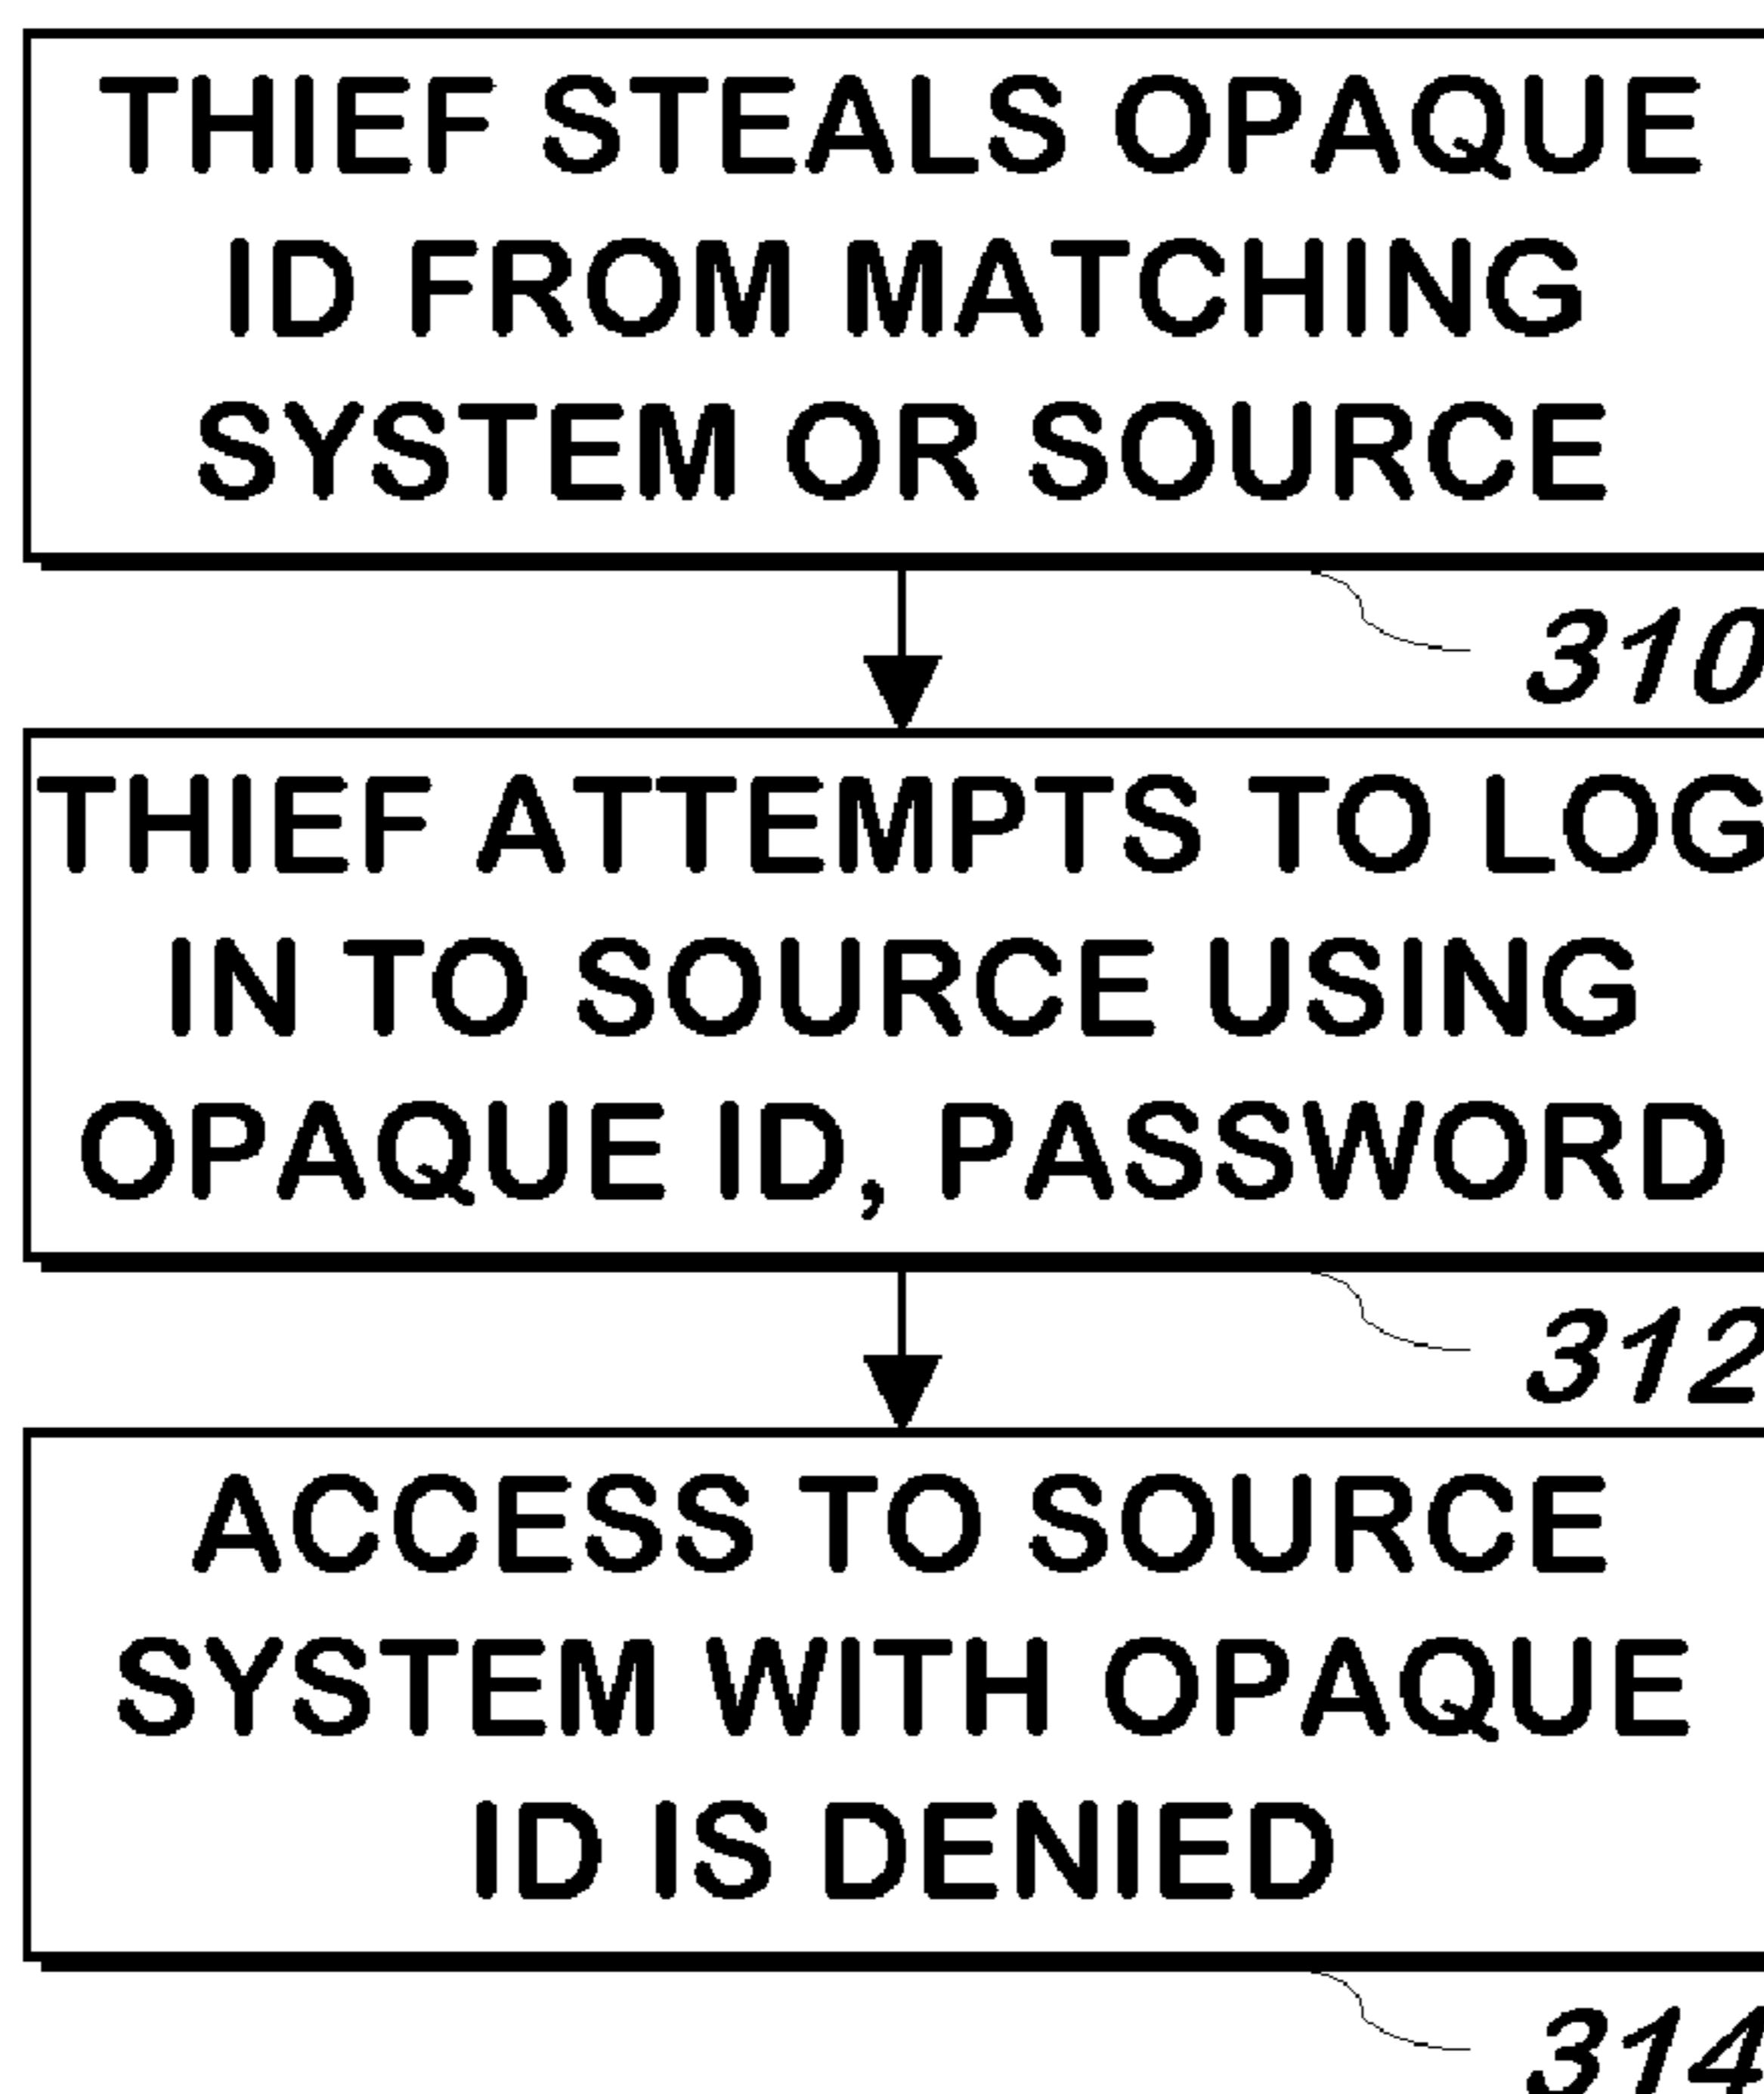 THIEF STEALS OPAQUE
ID FROM MATCHING
SYSTEM OR SOURCE
310
THIEF ATTEMPTS TO LOG
IN TO SOURCE USING
OPAQUE ID, PASSWORD
312
ACCESS TO SOURCE
SYSTEM WITH OPAQUE
ID IS DENIED
314